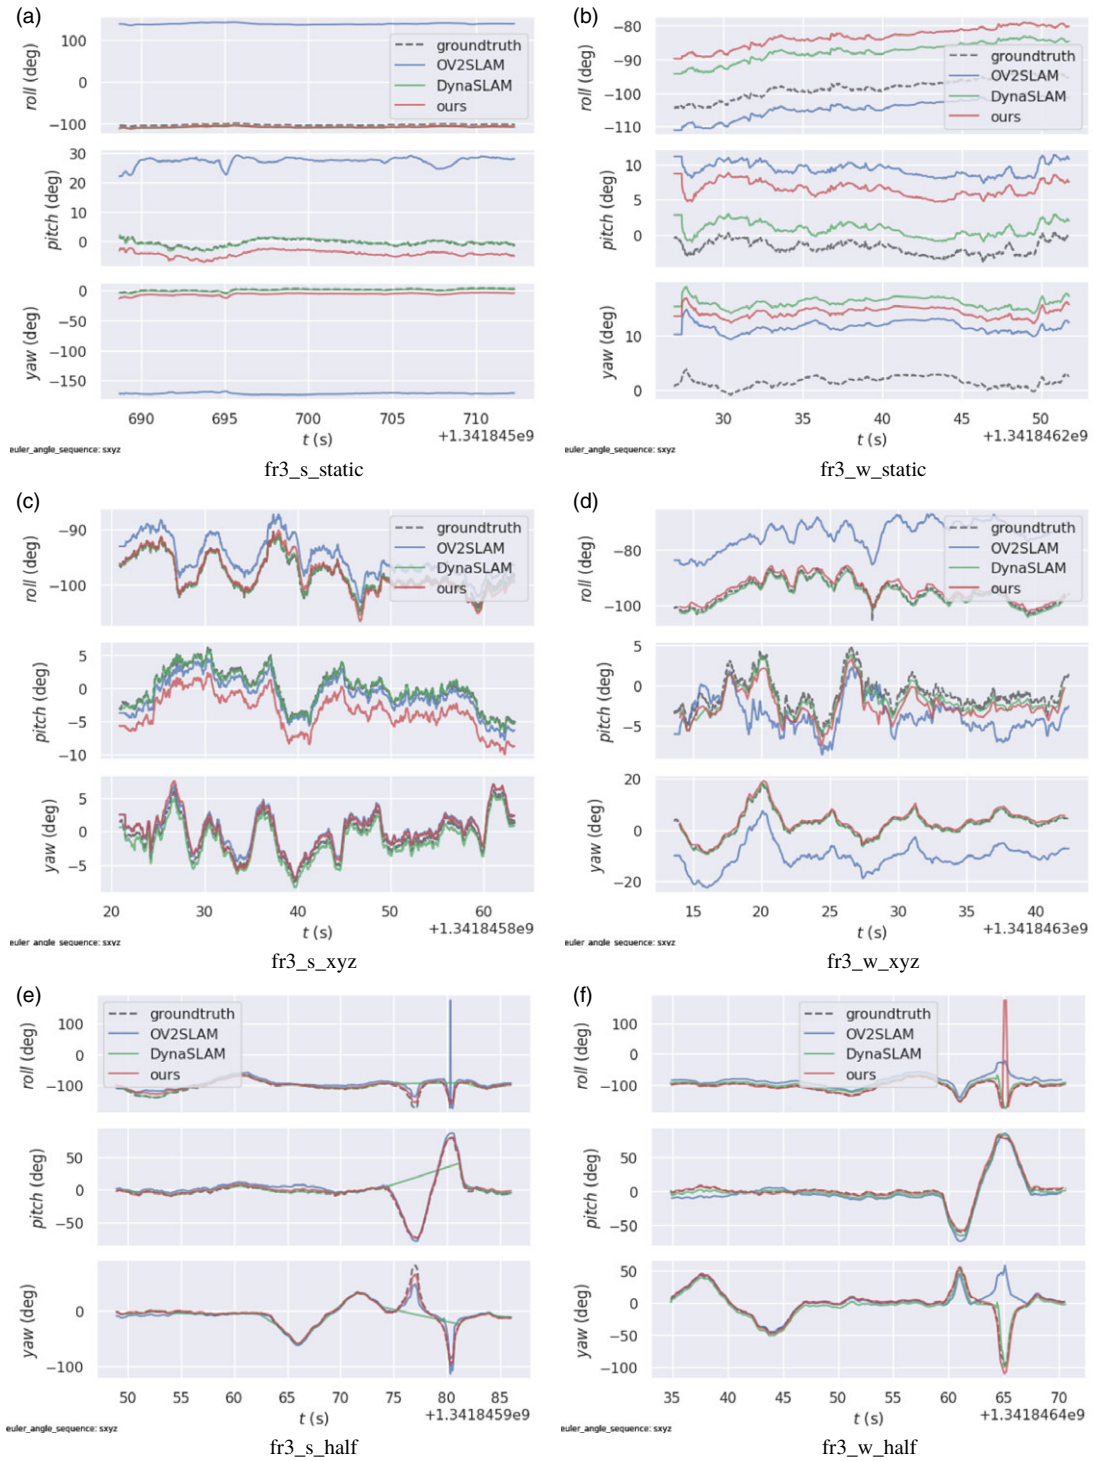 (a)
100
0
−100
roll (deg)
groundtruth
OV2SLAM
DynaSLAM
ours
30
20
10
0
pitch (deg)
0
−50
−100
−150
yaw (deg)
690 695 700 705 710
t (s)
+1.341845e9
euler_angle_sequence: sxyz
fr3_s_static
(b)
−80
−90
−100
−110
roll (deg)
groundtruth
OV2SLAM
DynaSLAM
ours
10
5
0
pitch (deg)
10
0
yaw (deg)
30 35 40 45 50
t (s)
+1.3418462e9
euler_angle_sequence: sxyz
fr3_w_static
(c)
−90
−100
roll (deg)
groundtruth
OV2SLAM
DynaSLAM
ours
5
0
−5
−10
pitch (deg)
5
0
−5
yaw (deg)
20 30 40 50 60
t (s)
+1.3418458e9
euler_angle_sequence: sxyz
fr3_s_xyz
(d)
−80
−100
roll (deg)
groundtruth
OV2SLAM
DynaSLAM
ours
5
0
−5
pitch (deg)
20
0
−20
yaw (deg)
15 20 25 30 35 40
t (s)
+1.3418463e9
euler_angle_sequence: sxyz
fr3_w_xyz
(e)
100
0
−100
roll (deg)
groundtruth
OV2SLAM
DynaSLAM
ours
50
0
−50
pitch (deg)
0
−100
yaw (deg)
50 55 60 65 70 75 80 85
t (s)
+1.3418459e9
euler_angle_sequence: sxyz
fr3_s_half
(f)
100
0
−100
roll (deg)
groundtruth
OV2SLAM
DynaSLAM
ours
50
0
−50
pitch (deg)
50
0
−50
−100
yaw (deg)
35 40 45 50 55 60 65 70
t (s)
+1.3418464e9
euler_angle_sequence: sxyz
fr3_w_half